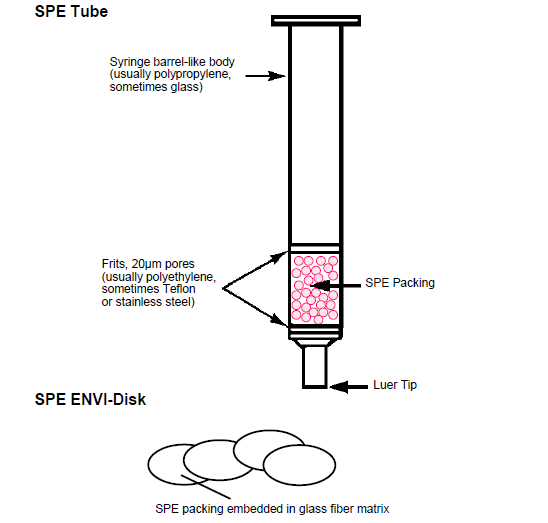 SPE Tube
Syringe barrel-like body
(usually polypropylene,
sometimes glass)
Frits, 20µm pores
(usually polyethylene,
sometimes Teflon
or stainless steel)
SPE Packing
Luer Tip
SPE ENVI-Disk
SPE packing embedded in glass fiber matrix